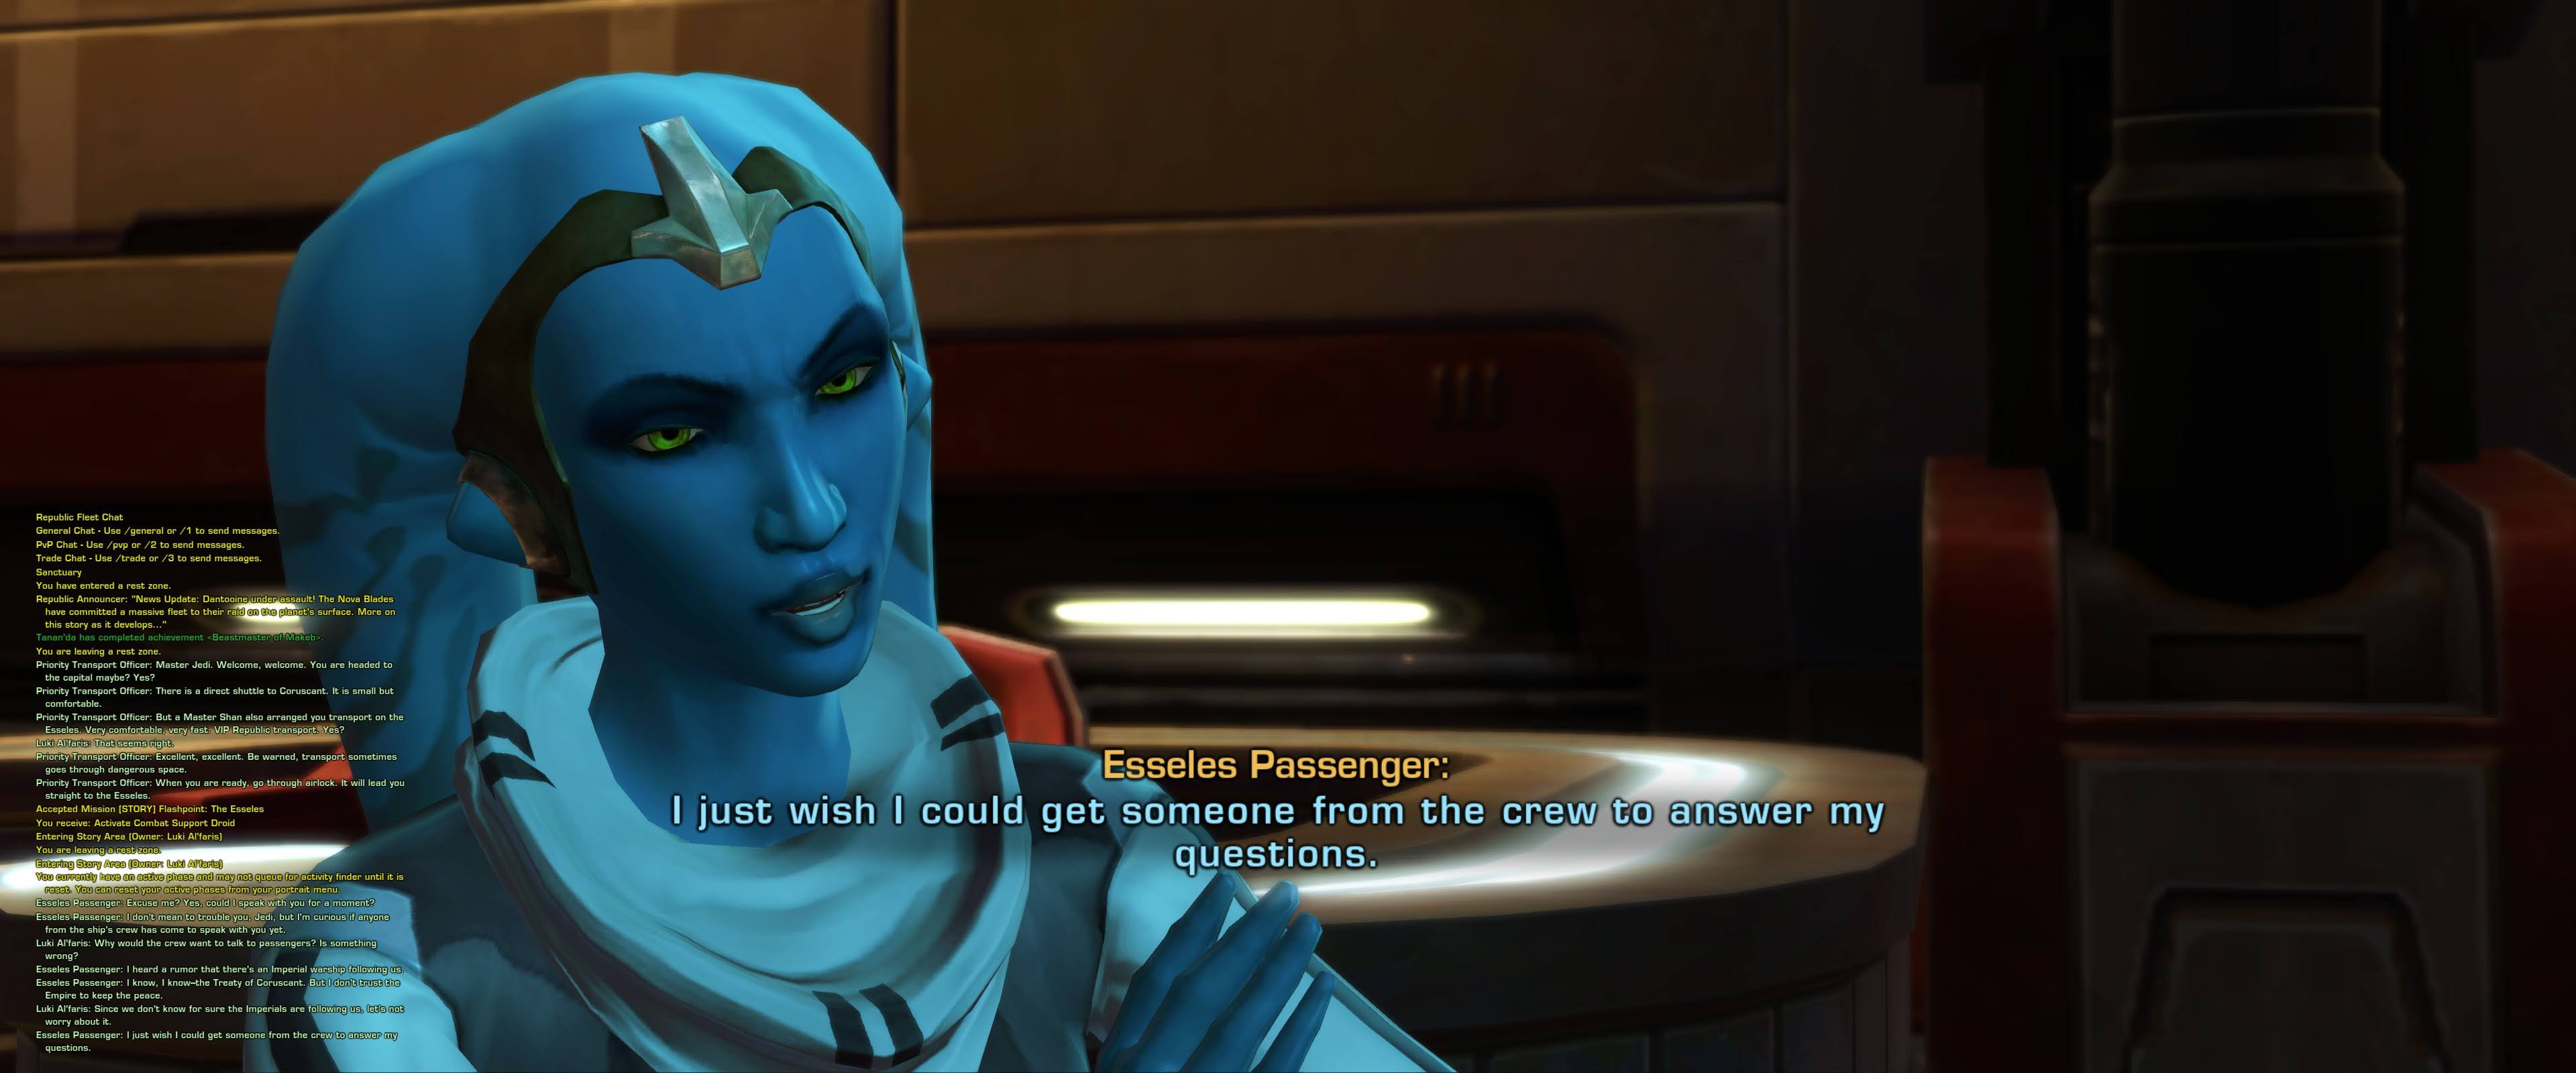 Republic Fleet Chat
General Chat - Use /general or /1 to send messages.
PvP Chat - Use /pvp or /2 to send messages.
Trade Chat - Use /trade or /3 to send messages.
Sanctuary
You have entered a rest zone.
Republic Announcer: "News Update: Dantooine under assault! The Nova Blades
have committed a massive fleet to their raid on the planet's surface. More on
this story as it develops..."
Tanan'da has completed achievement <Beastmaster of Makeb>.
You are leaving a rest zone.
Priority Transport Officer: Master Jedi. Welcome, welcome. You are headed to
the capital maybe? Yes?
Priority Transport Officer: There is a direct shuttle to Coruscant. It is small but
comfortable.
Priority Transport Officer: But a Master Shan also arranged you transport on the
Esseles. Very comfortable, very fast. VIP Republic transport. Yes?
Luki Al'faris: That seems right.
Priority Transport Officer: Excellent, excellent. Be warned, transport sometimes
goes through dangerous space.
Priority Transport Officer: When you are ready, go through airlock. It will lead you
straight to the Esseles.
Accepted Mission [STORY] Flashpoint: The Esseles
You receive: Activate Combat Support Droid
Entering Story Area (Owner: Luki Al'faris)
You are leaving a rest zone.
Entering Story Area (Owner: Luki Al'faris)
You currently have an active phase and may not queue for activity finder until it is
reset. You can reset your active phases from your portrait menu.
Esseles Passenger: Excuse me? Yes, could I speak with you for a moment?
Esseles Passenger: I don't mean to trouble you, Jedi, but I'm curious if anyone
from the ship's crew has come to speak with you yet.
Luki Al'faris: Why would the crew want to talk to passengers? Is something
wrong?
Esseles Passenger: I heard a rumor that there's an Imperial warship following us.
Esseles Passenger: I know, I know–the Treaty of Coruscant. But I don't trust the
Empire to keep the peace.
Luki Al'faris: Since we don't know for sure the Imperials are following us, let's not
worry about it.
Esseles Passenger: I just wish I could get someone from the crew to answer my
questions.
Esseles Passenger:
I just wish I could get someone from the crew to answer my
questions.